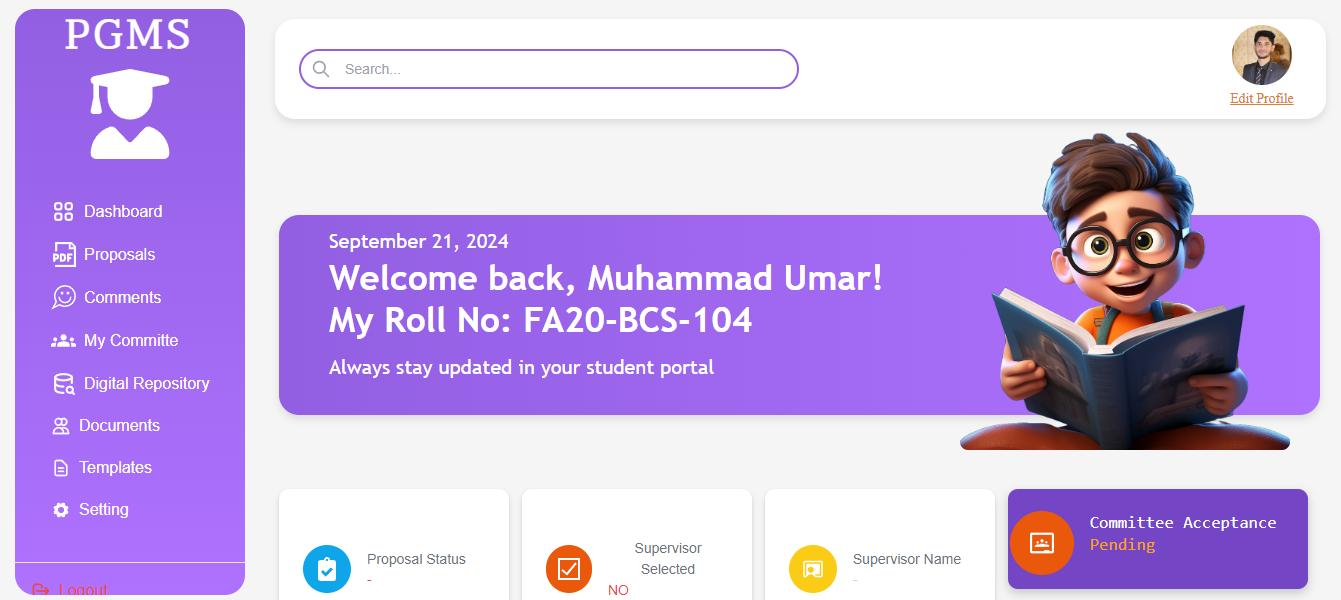 PGMS
Search...
Edit Profile
Dashboard
PDF Proposals
Comments
My Committe
Digital Repository
Documents
Templates
Setting
Logout
September 21, 2024
Welcome back, Muhammad Umar!
My Roll No: FA20-BCS-104
Always stay updated in your student portal
Proposal Status
-
Supervisor
Selected
NO
Supervisor Name
-
Committee Acceptance
Pending